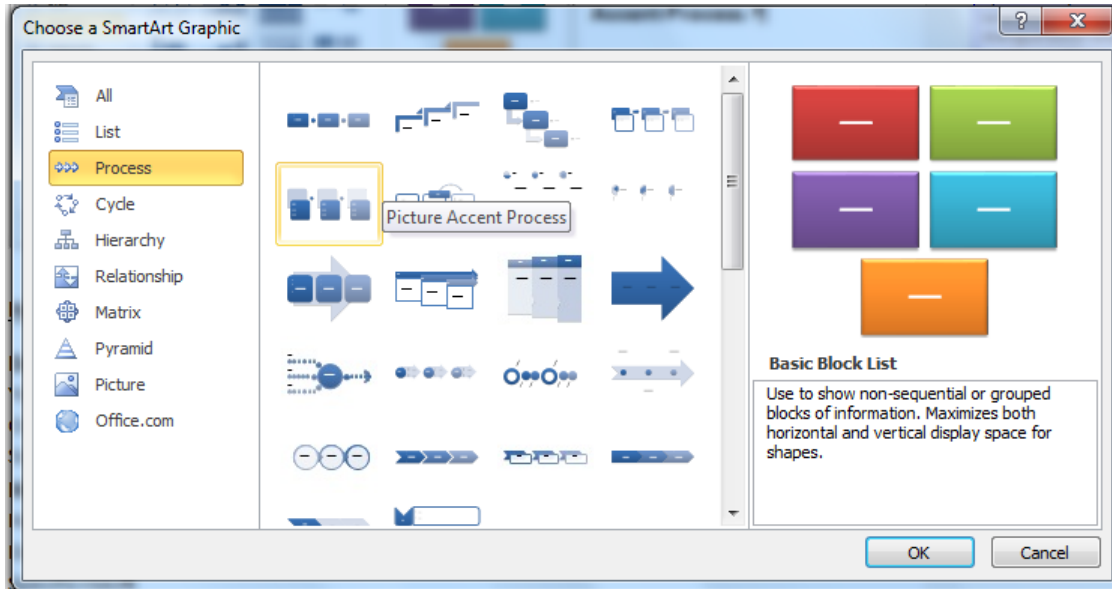 Choose a SmartArt Graphic
All
List
Process
Cycle
Hierarchy
Relationship
Matrix
Pyramid
Picture
Office.com
Picture Accent Process
Basic Block List
Use to show non-sequential or grouped
blocks of information. Maximizes both
horizontal and vertical display space for
shapes.
OK
Cancel